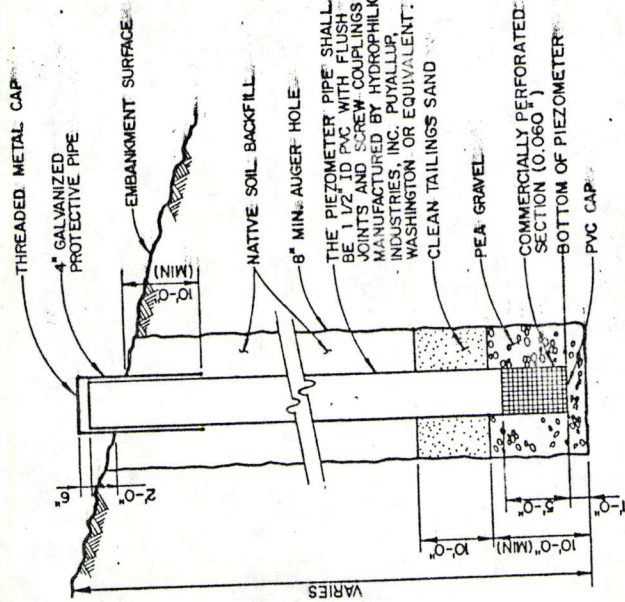 THREADED METAL CAP
4" GALVANIZED
PROTECTIVE PIPE
EMBANKMENT SURFACE
10'-0"
(MIN)
6"
2'-0"
NATIVE SOIL BACKFILL
8" MIN. AUGER HOLE
THE PIEZOMETER PIPE SHALL
BE 1 1/2" ID PVC WITH FLUSH
JOINTS AND SCREW COUPLINGS
MANUFACTURED BY HYDROPHILIC
INDUSTRIES, INC. PUYALLUP,
WASHINGTON OR EQUIVALENT.
CLEAN TAILINGS SAND
PEA GRAVEL
COMMERCIALLY PERFORATED
SECTION (0.060")
BOTTOM OF PIEZOMETER
PVC CAP
10'-0"
10'-0" (MIN)
5'-0"
1'-0"
VARIES